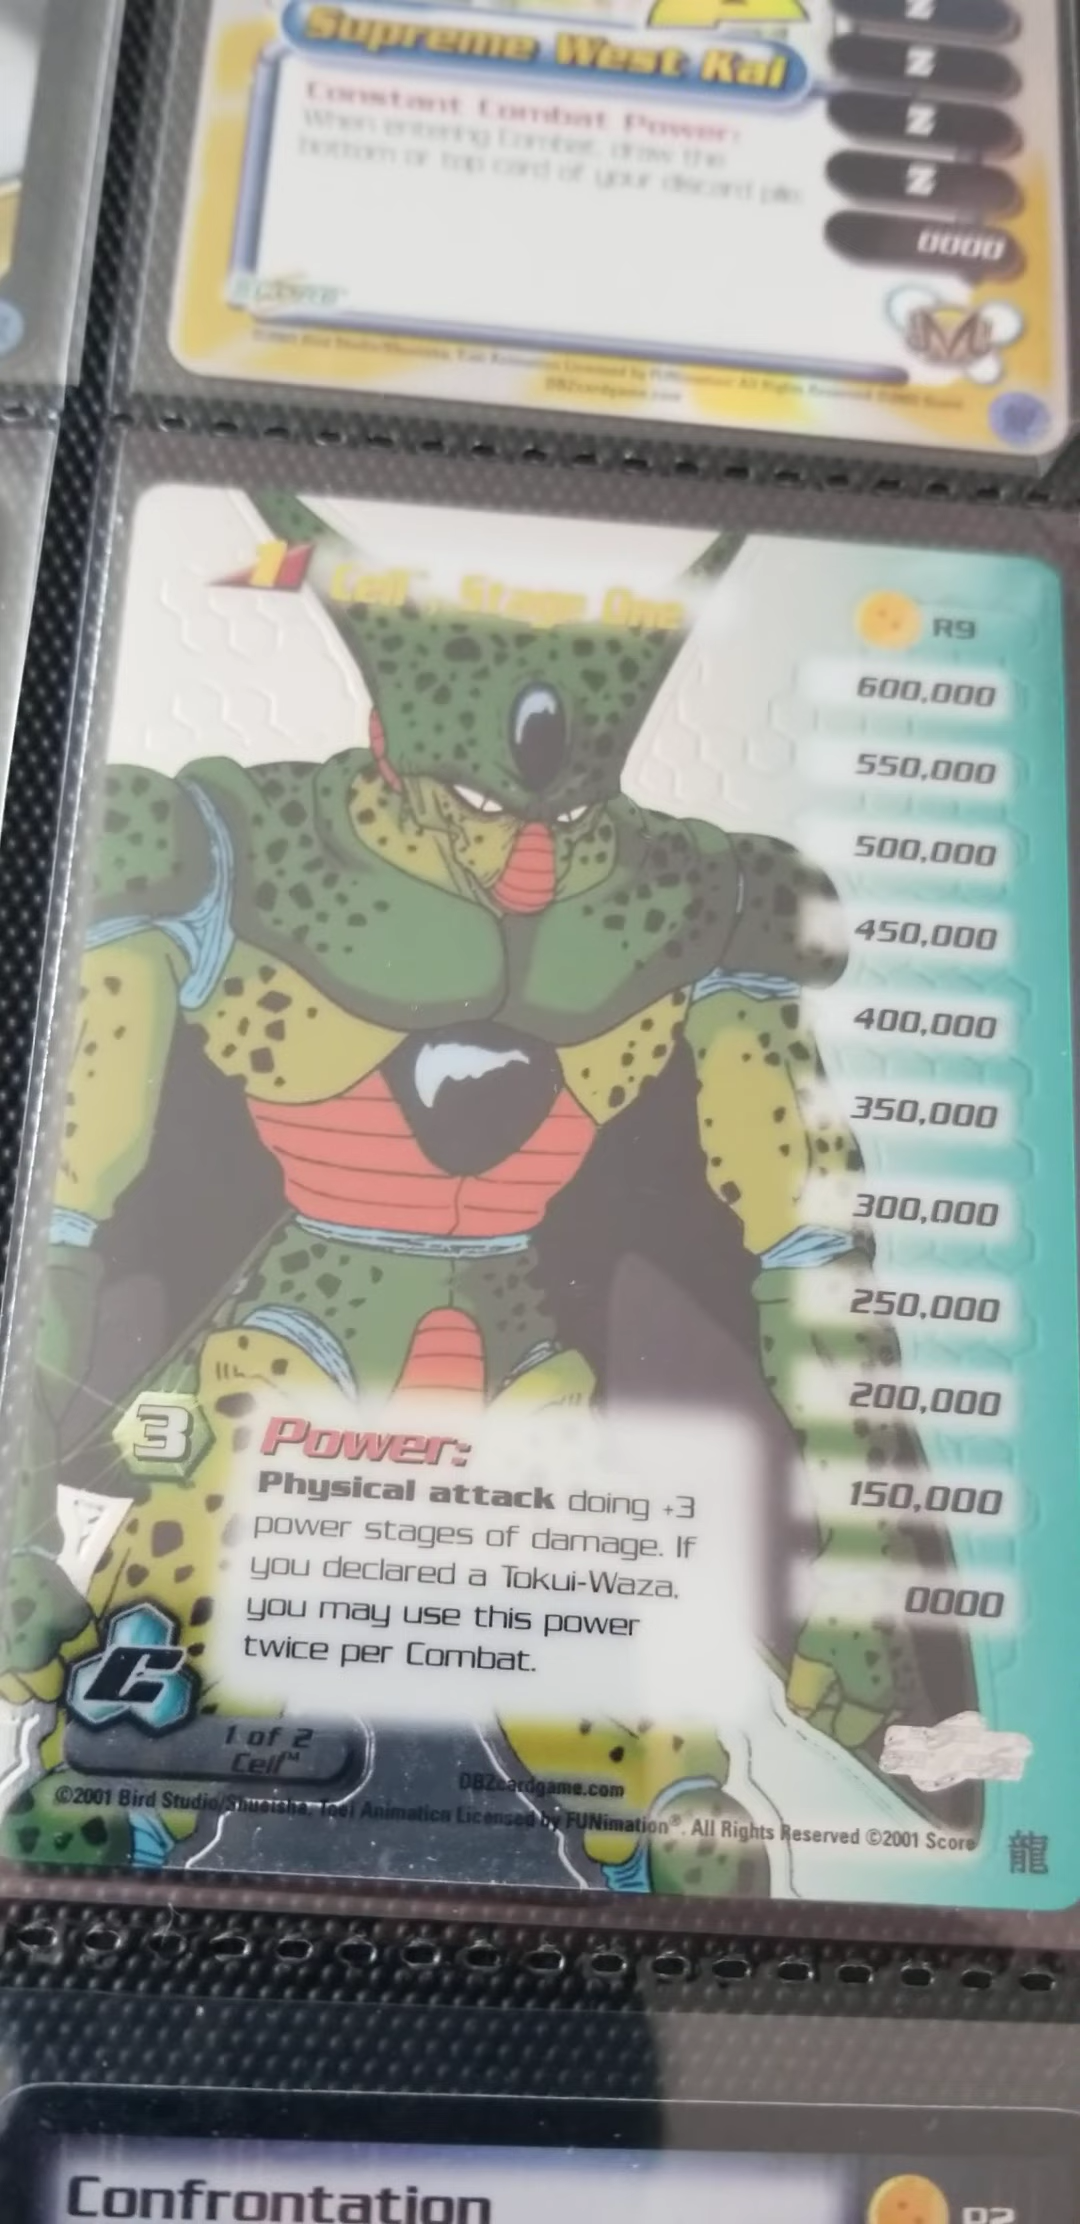 Supreme West Kai
Constant Combat Power:
When entering Combat, draw the
bottom or top card of your discard pile.
Z
Z
Z
Z
0000
M
DBZcardgame.com
1
Cell, Stage One
R9
600,000
550,000
500,000
450,000
400,000
350,000
300,000
250,000
200,000
150,000
0000
3
Power:
Physical attack doing +3
power stages of damage. If
you declared a Tokui-Waza,
you may use this power
twice per Combat.
C
1 of 2
Cell™
DBZcardgame.com
©2001 Bird Studio/Shueisha, Toei Animation Licensed by FUNimation®. All Rights Reserved ©2001 Score
龍
Confrontation